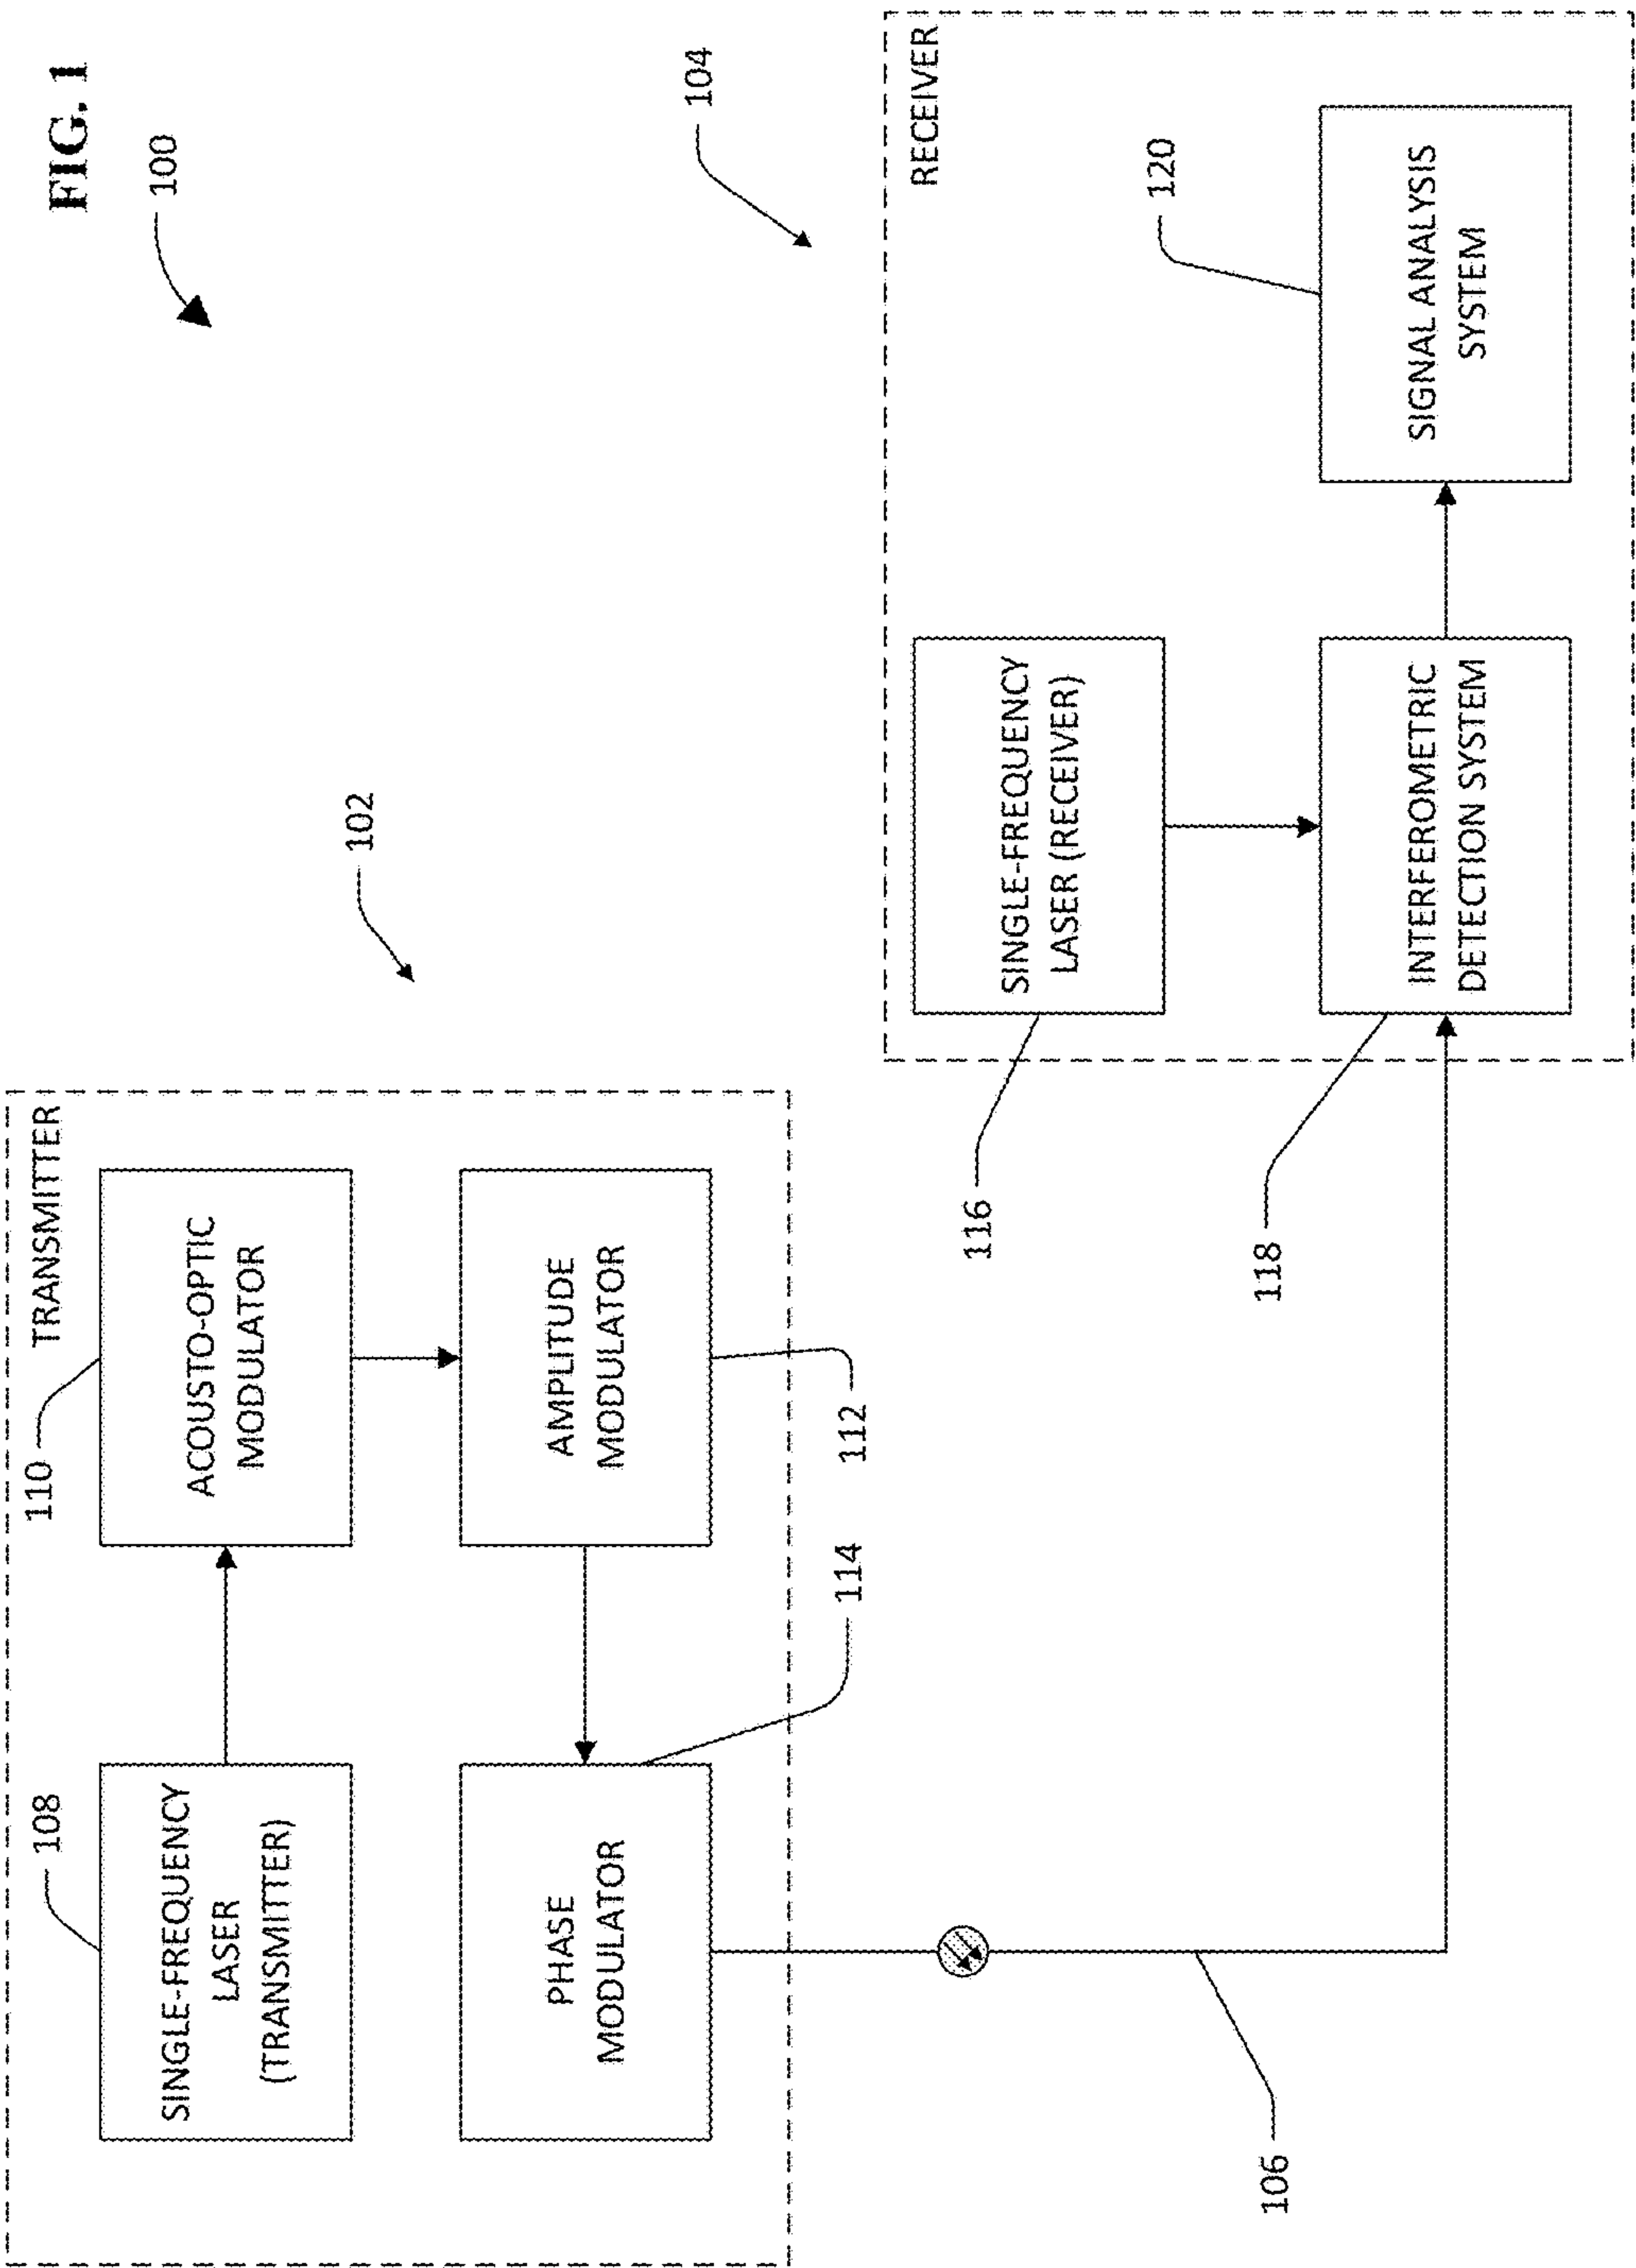 FIG. 1
100
102
104
TRANSMITTER
108
SINGLE-FREQUENCY
LASER
(TRANSMITTER)
110
ACOUSTO-OPTIC
MODULATOR
PHASE
MODULATOR
114
AMPLITUDE
MODULATOR
112
106
RECEIVER
116
SINGLE-FREQUENCY
LASER (RECEIVER)
118
INTERFEROMETRIC
DETECTION SYSTEM
120
SIGNAL ANALYSIS
SYSTEM